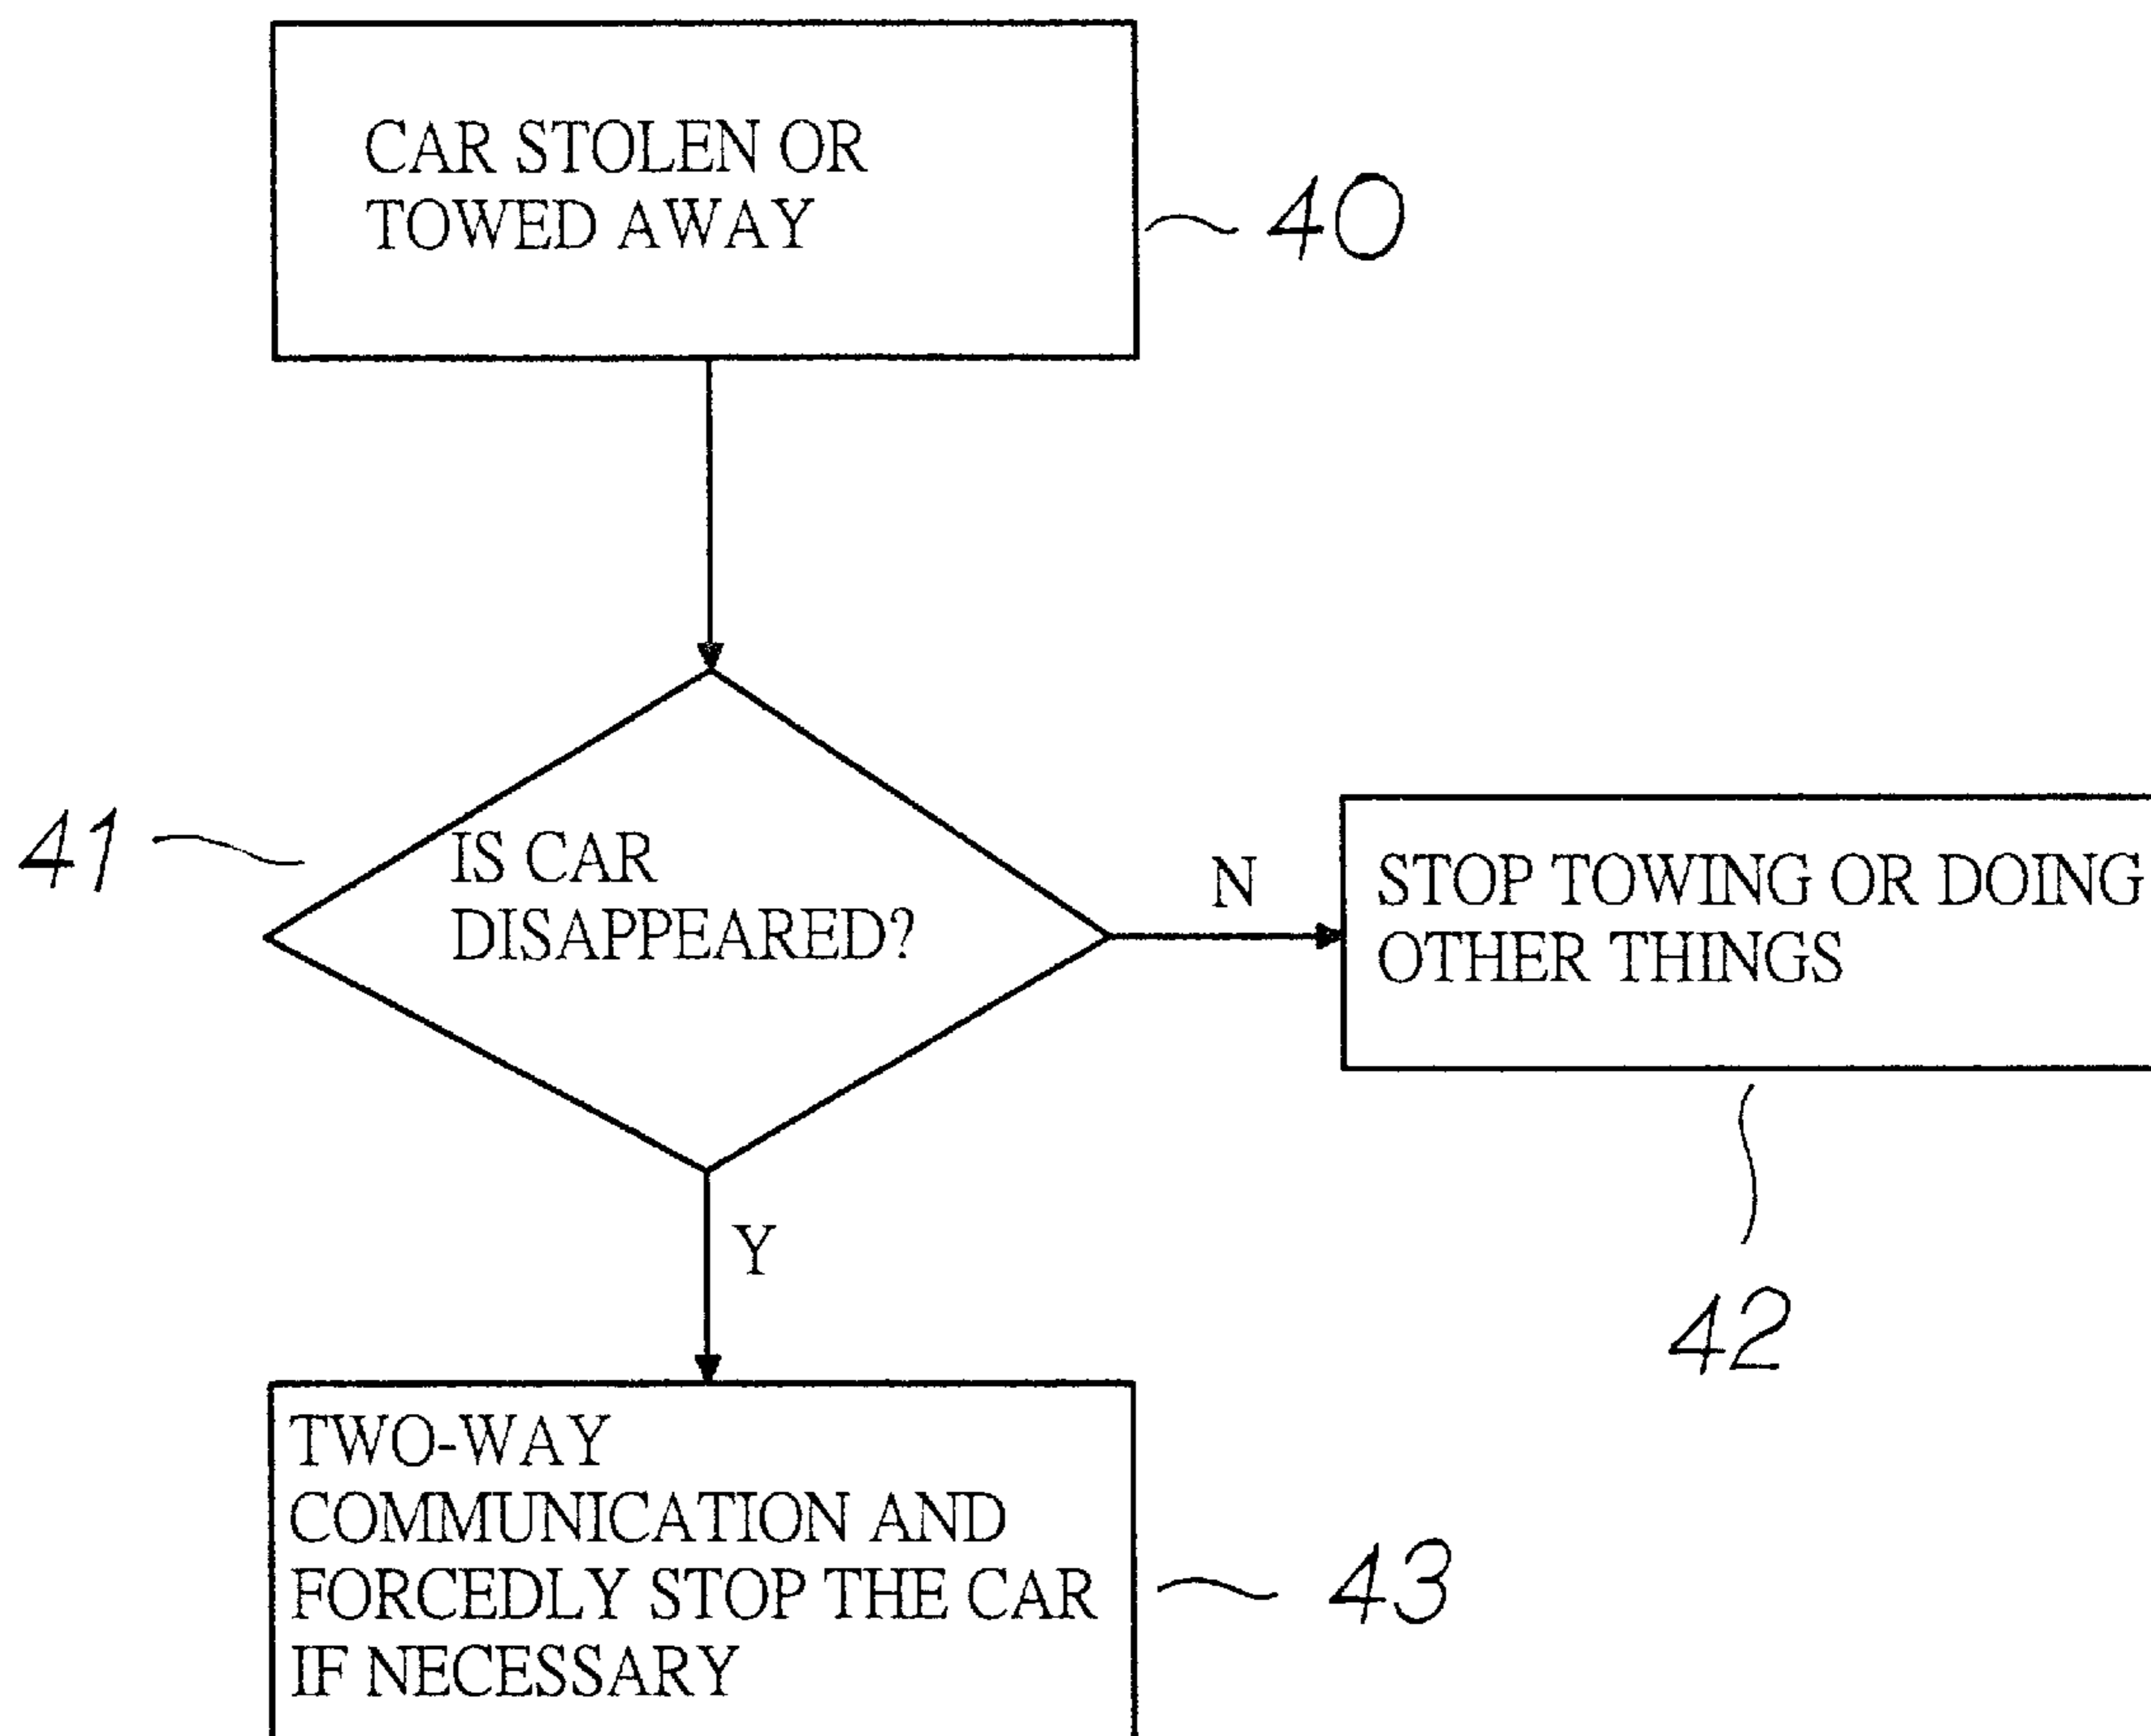 CAR STOLEN OR
TOWED AWAY
40
41
IS CAR
DISAPPEARED?
N
STOP TOWING OR DOING
OTHER THINGS
42
Y
TWO-WAY
COMMUNICATION AND
FORCEDLY STOP THE CAR
IF NECESSARY
43